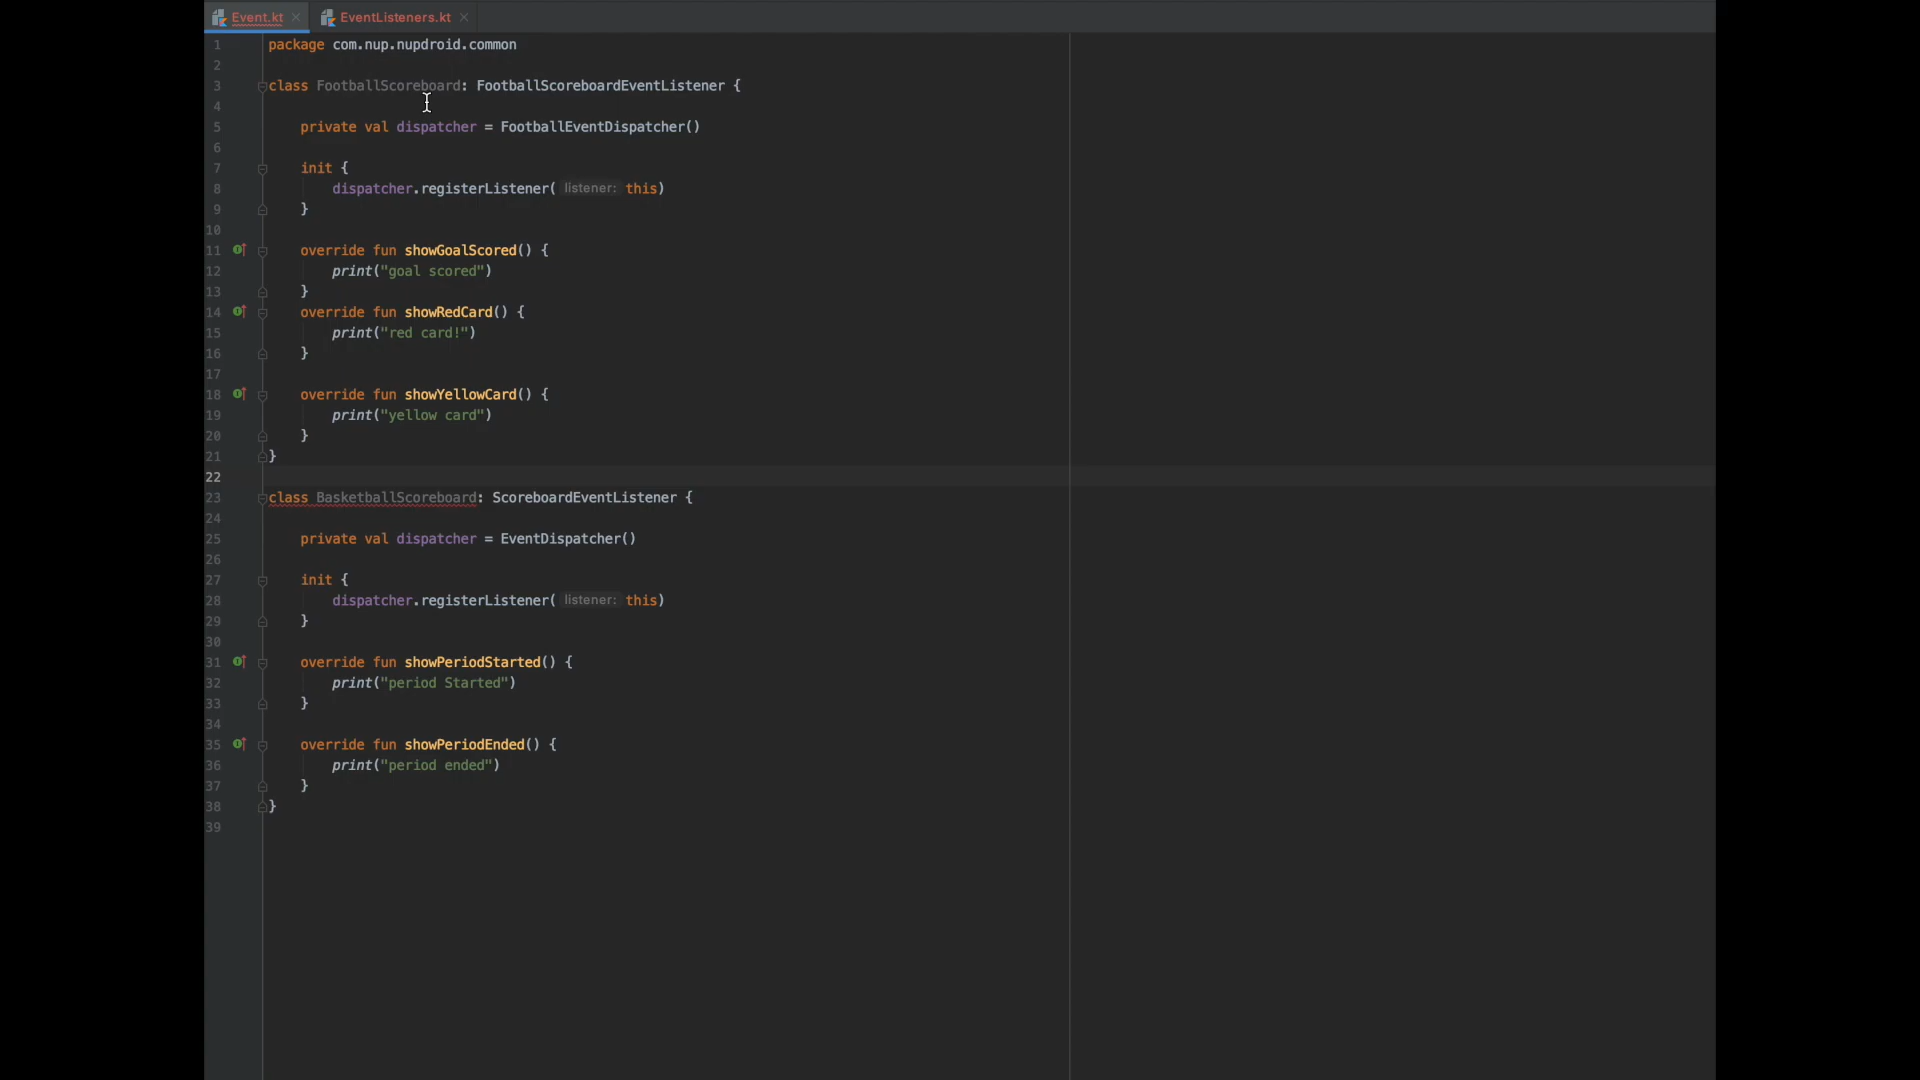 Event.kt EventListeners.kt
1 package com.nup.nupdroid.common
2
3 class FootballScoreboard: FootballScoreboardEventListener {
4
5 private val dispatcher = FootballEventDispatcher()
6
7 init {
8 dispatcher.registerListener( listener: this)
9 }
10
11 override fun showGoalScored() {
12 print("goal scored")
13 }
14 override fun showRedCard() {
15 print("red card!")
16 }
17
18 override fun showYellowCard() {
19 print("yellow card")
20 }
21 }
22
23 class BasketballScoreboard: ScoreboardEventListener {
24
25 private val dispatcher = EventDispatcher()
26
27 init {
28 dispatcher.registerListener( listener: this)
29 }
30
31 override fun showPeriodStarted() {
32 print("period Started")
33 }
34
35 override fun showPeriodEnded() {
36 print("period ended")
37 }
38 }
39